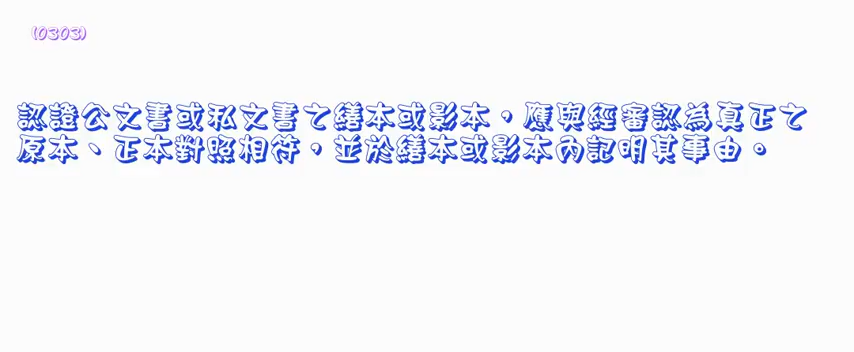 (0303)
認證公文書或私文書之繕本或影本，應與經審認為真正之
原本、正本對照相符，並於繕本或影本內記明其事由。